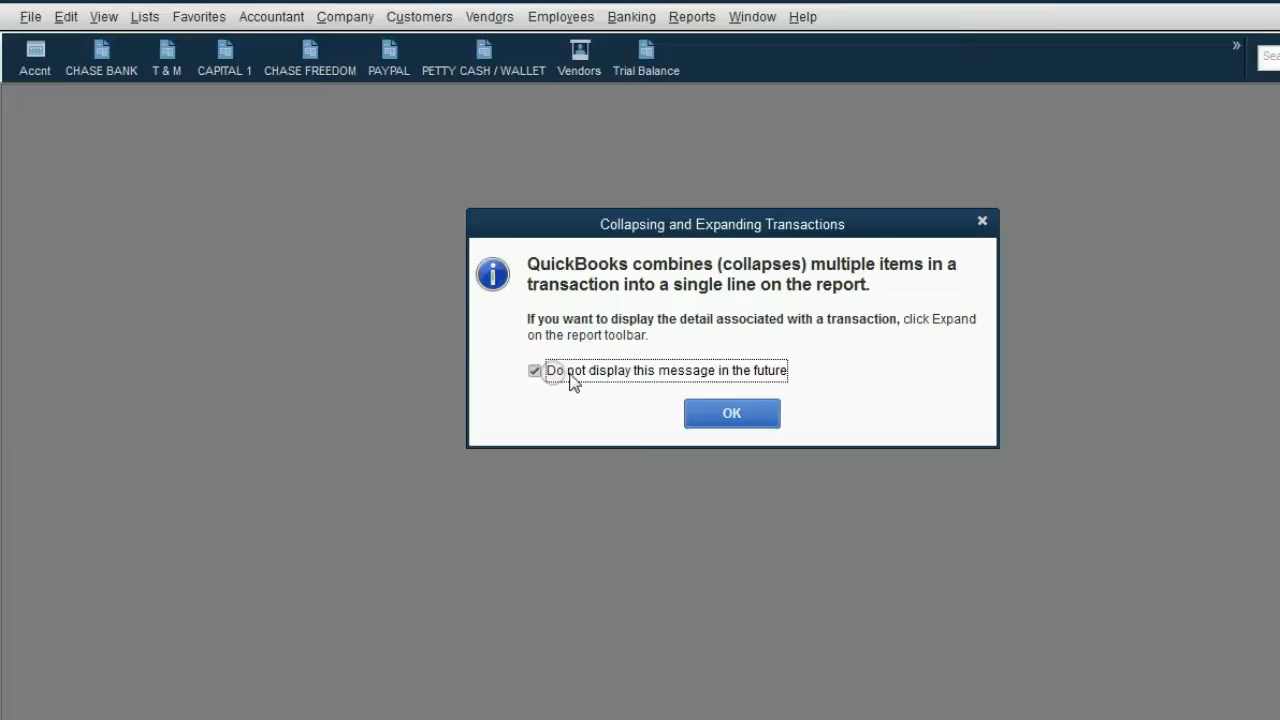 File Edit View Lists Favorites Accountant Company Customers Vendors Employees Banking Reports Window Help
Accnt CHASE BANK T & M CAPITAL 1 CHASE FREEDOM PAYPAL PETTY CASH / WALLET Vendors Trial Balance » Sea
Collapsing and Expanding Transactions
QuickBooks combines (collapses) multiple items in a
transaction into a single line on the report.
If you want to display the detail associated with a transaction, click Expand
on the report toolbar.
Do not display this message in the future
OK